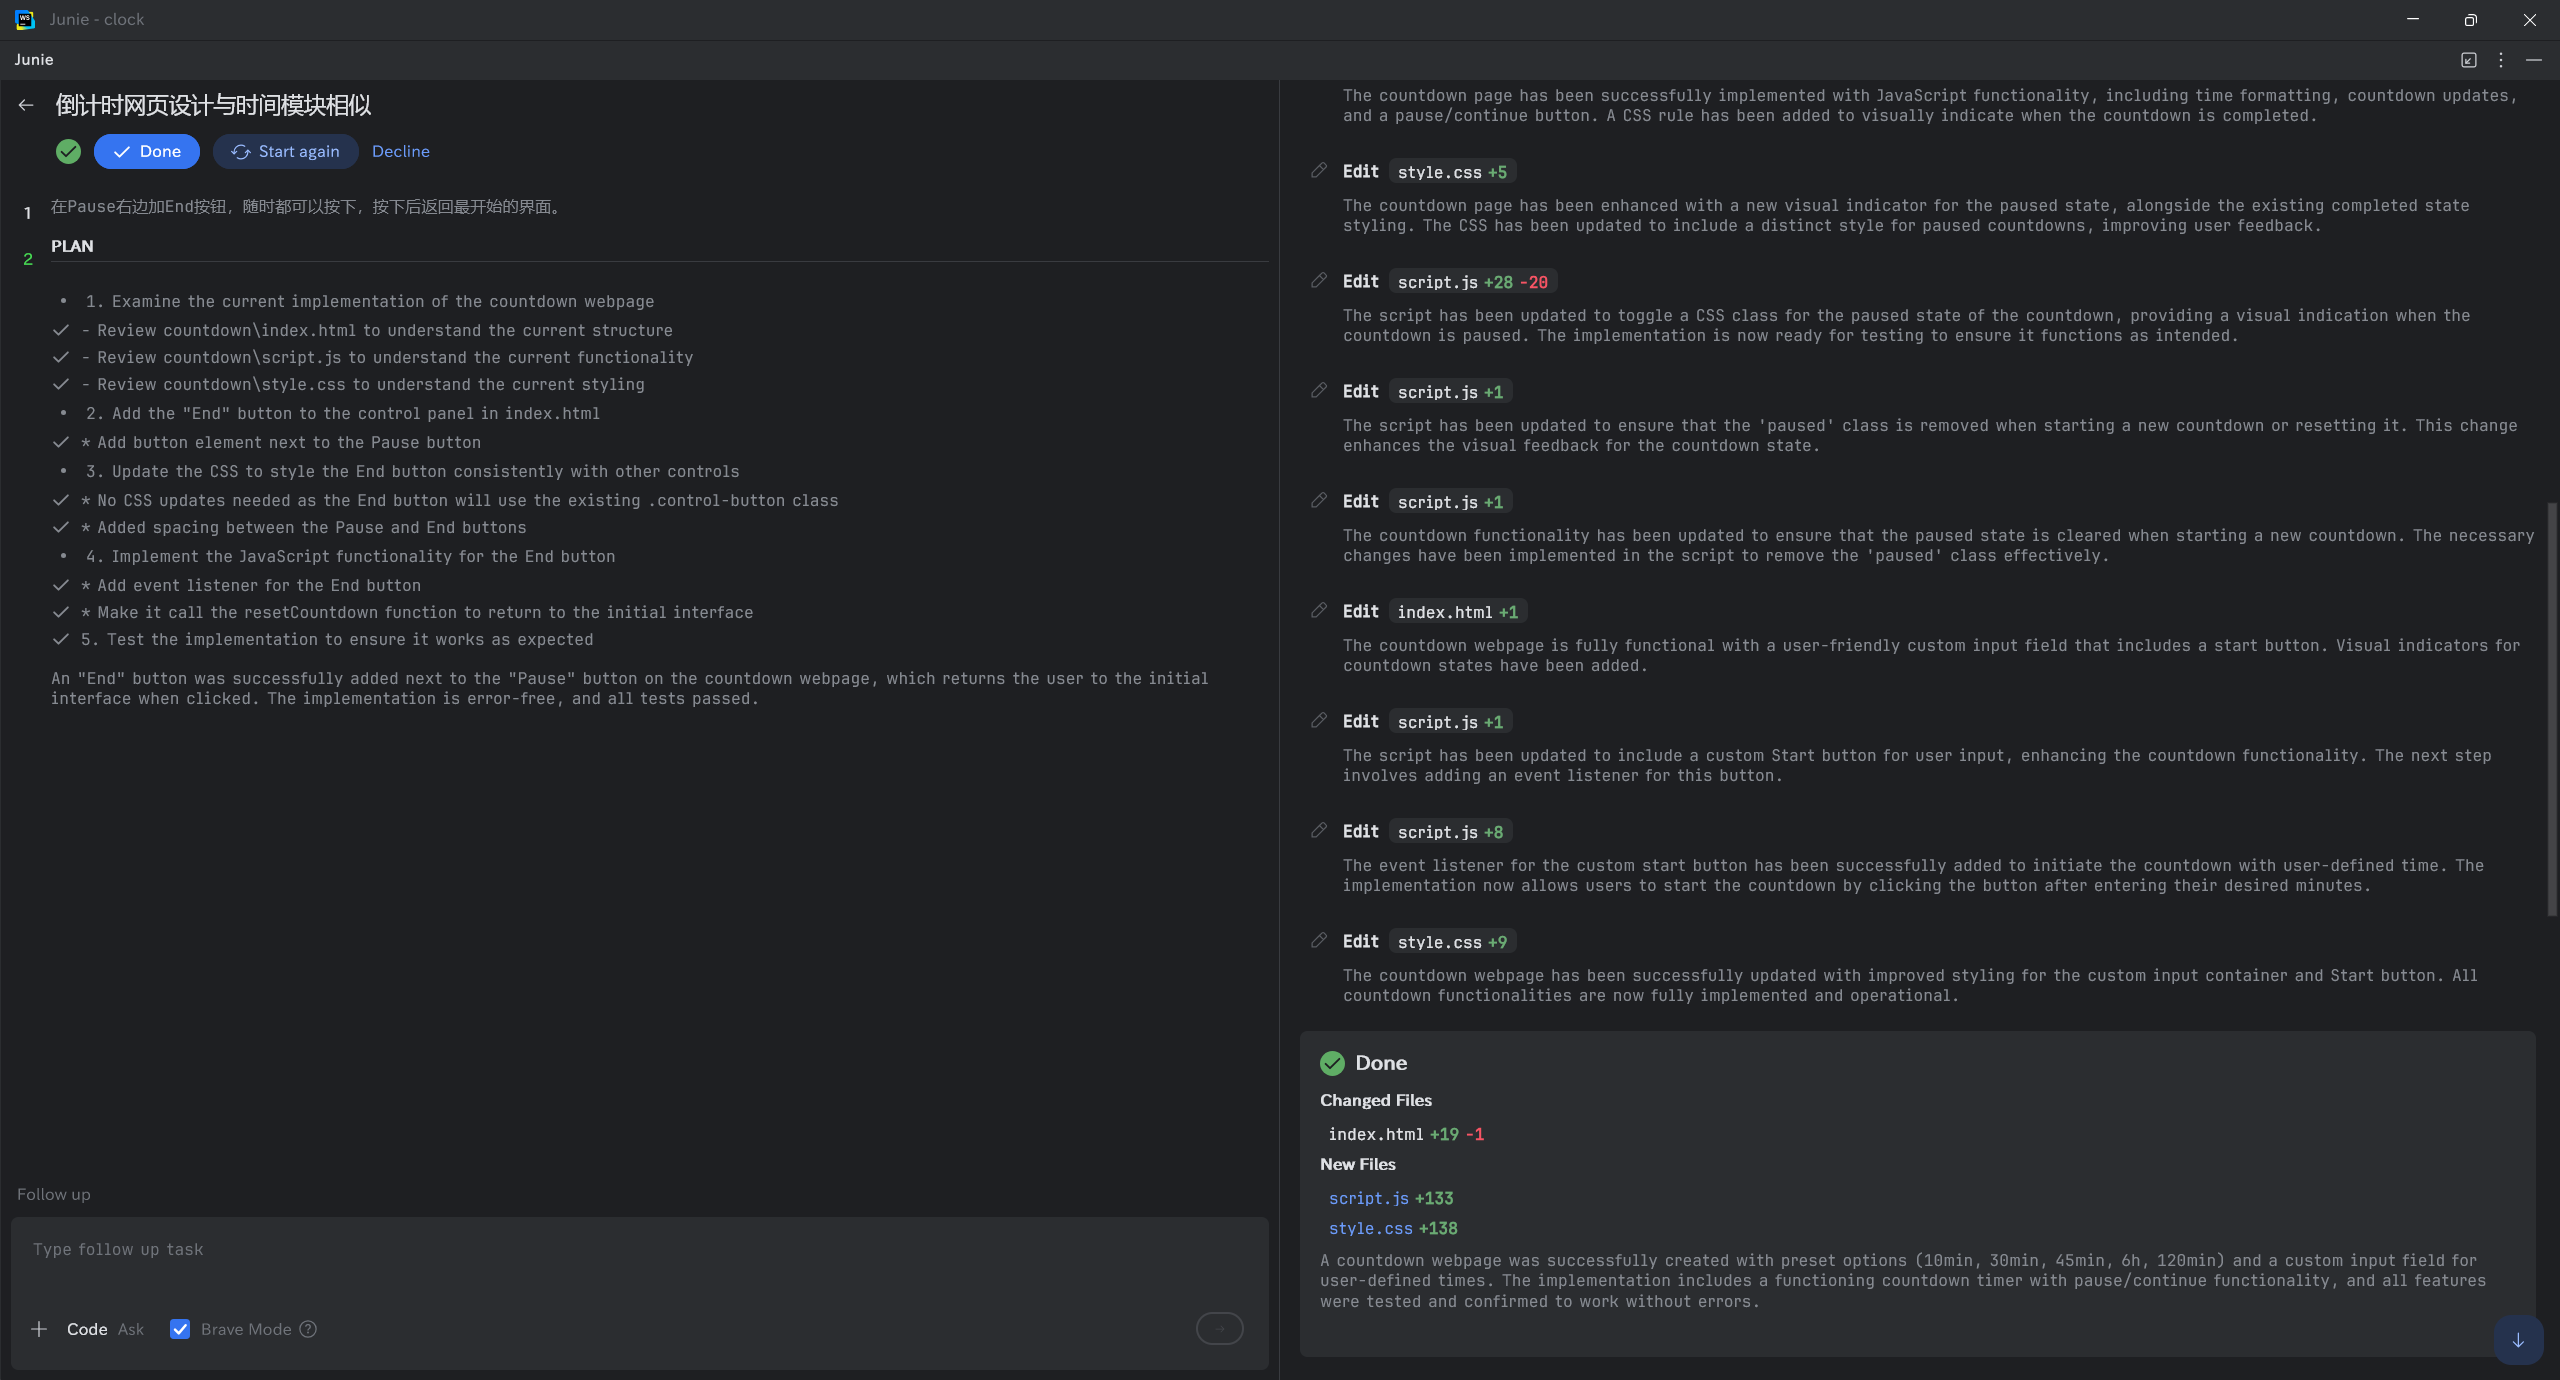 WS
Junie - clock
Junie
倒计时网页设计与时间模块相似
Done
Start again
Decline
1
在Pause右边加End按钮，随时都可以按下，按下后返回最开始的界面。
2
PLAN
• 1. Examine the current implementation of the countdown webpage
- Review countdown\index.html to understand the current structure
- Review countdown\script.js to understand the current functionality
- Review countdown\style.css to understand the current styling
• 2. Add the "End" button to the control panel in index.html
* Add button element next to the Pause button
• 3. Update the CSS to style the End button consistently with other controls
* No CSS updates needed as the End button will use the existing .control-button class
* Added spacing between the Pause and End buttons
• 4. Implement the JavaScript functionality for the End button
* Add event listener for the End button
* Make it call the resetCountdown function to return to the initial interface
5. Test the implementation to ensure it works as expected
An "End" button was successfully added next to the "Pause" button on the countdown webpage, which returns the user to the initial
interface when clicked. The implementation is error-free, and all tests passed.
Follow up
Type follow up task
Code Ask
Brave Mode ?
The countdown page has been successfully implemented with JavaScript functionality, including time formatting, countdown updates,
and a pause/continue button. A CSS rule has been added to visually indicate when the countdown is completed.
Edit style.css +5
The countdown page has been enhanced with a new visual indicator for the paused state, alongside the existing completed state
styling. The CSS has been updated to include a distinct style for paused countdowns, improving user feedback.
Edit script.js +28 -20
The script has been updated to toggle a CSS class for the paused state of the countdown, providing a visual indication when the
countdown is paused. The implementation is now ready for testing to ensure it functions as intended.
Edit script.js +1
The script has been updated to ensure that the 'paused' class is removed when starting a new countdown or resetting it. This change
enhances the visual feedback for the countdown state.
Edit script.js +1
The countdown functionality has been updated to ensure that the paused state is cleared when starting a new countdown. The necessary
changes have been implemented in the script to remove the 'paused' class effectively.
Edit index.html +1
The countdown webpage is fully functional with a user-friendly custom input field that includes a start button. Visual indicators for
countdown states have been added.
Edit script.js +1
The script has been updated to include a custom Start button for user input, enhancing the countdown functionality. The next step
involves adding an event listener for this button.
Edit script.js +8
The event listener for the custom start button has been successfully added to initiate the countdown with user-defined time. The
implementation now allows users to start the countdown by clicking the button after entering their desired minutes.
Edit style.css +9
The countdown webpage has been successfully updated with improved styling for the custom input container and Start button. All
countdown functionalities are now fully implemented and operational.
Done
Changed Files
index.html +19 -1
New Files
script.js +133
style.css +138
A countdown webpage was successfully created with preset options (10min, 30min, 45min, 6h, 120min) and a custom input field for
user-defined times. The implementation includes a functioning countdown timer with pause/continue functionality, and all features
were tested and confirmed to work without errors.